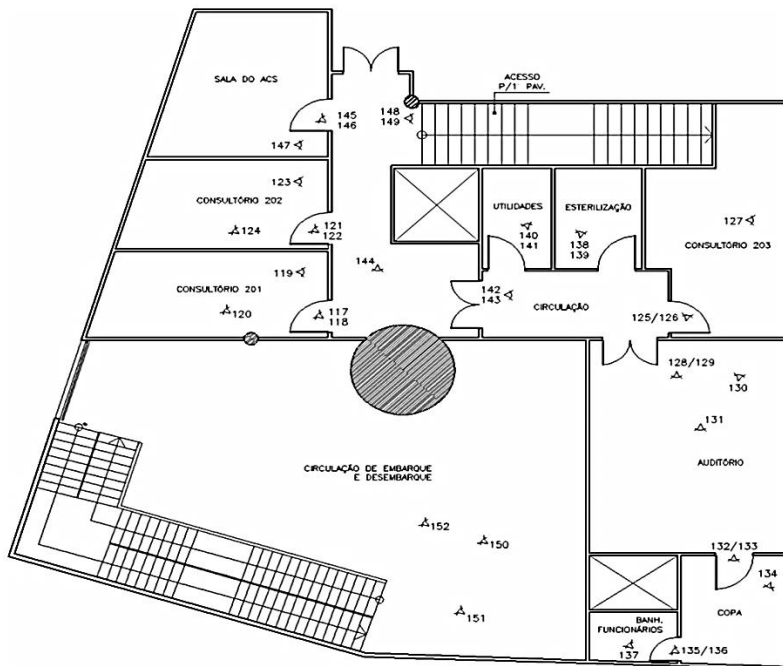 SALA DO ACS
ACESSO
P/1° PAV.
145
146
148
149
147
123
CONSULTÓRIO 202
124
121
122
UTILIDADES
ESTERILIZAÇÃO
140
141
138
139
127
CONSULTÓRIO 203
119
144
CONSULTÓRIO 201
120
117
118
142
143
CIRCULAÇÃO
125/126
128/129
130
131
AUDITÓRIO
CIRCULAÇÃO DE EMBARQUE
E DESEMBARQUE
152
150
151
132/133
134
BANH.
FUNCIONÁRIOS
137
COPA
135/136